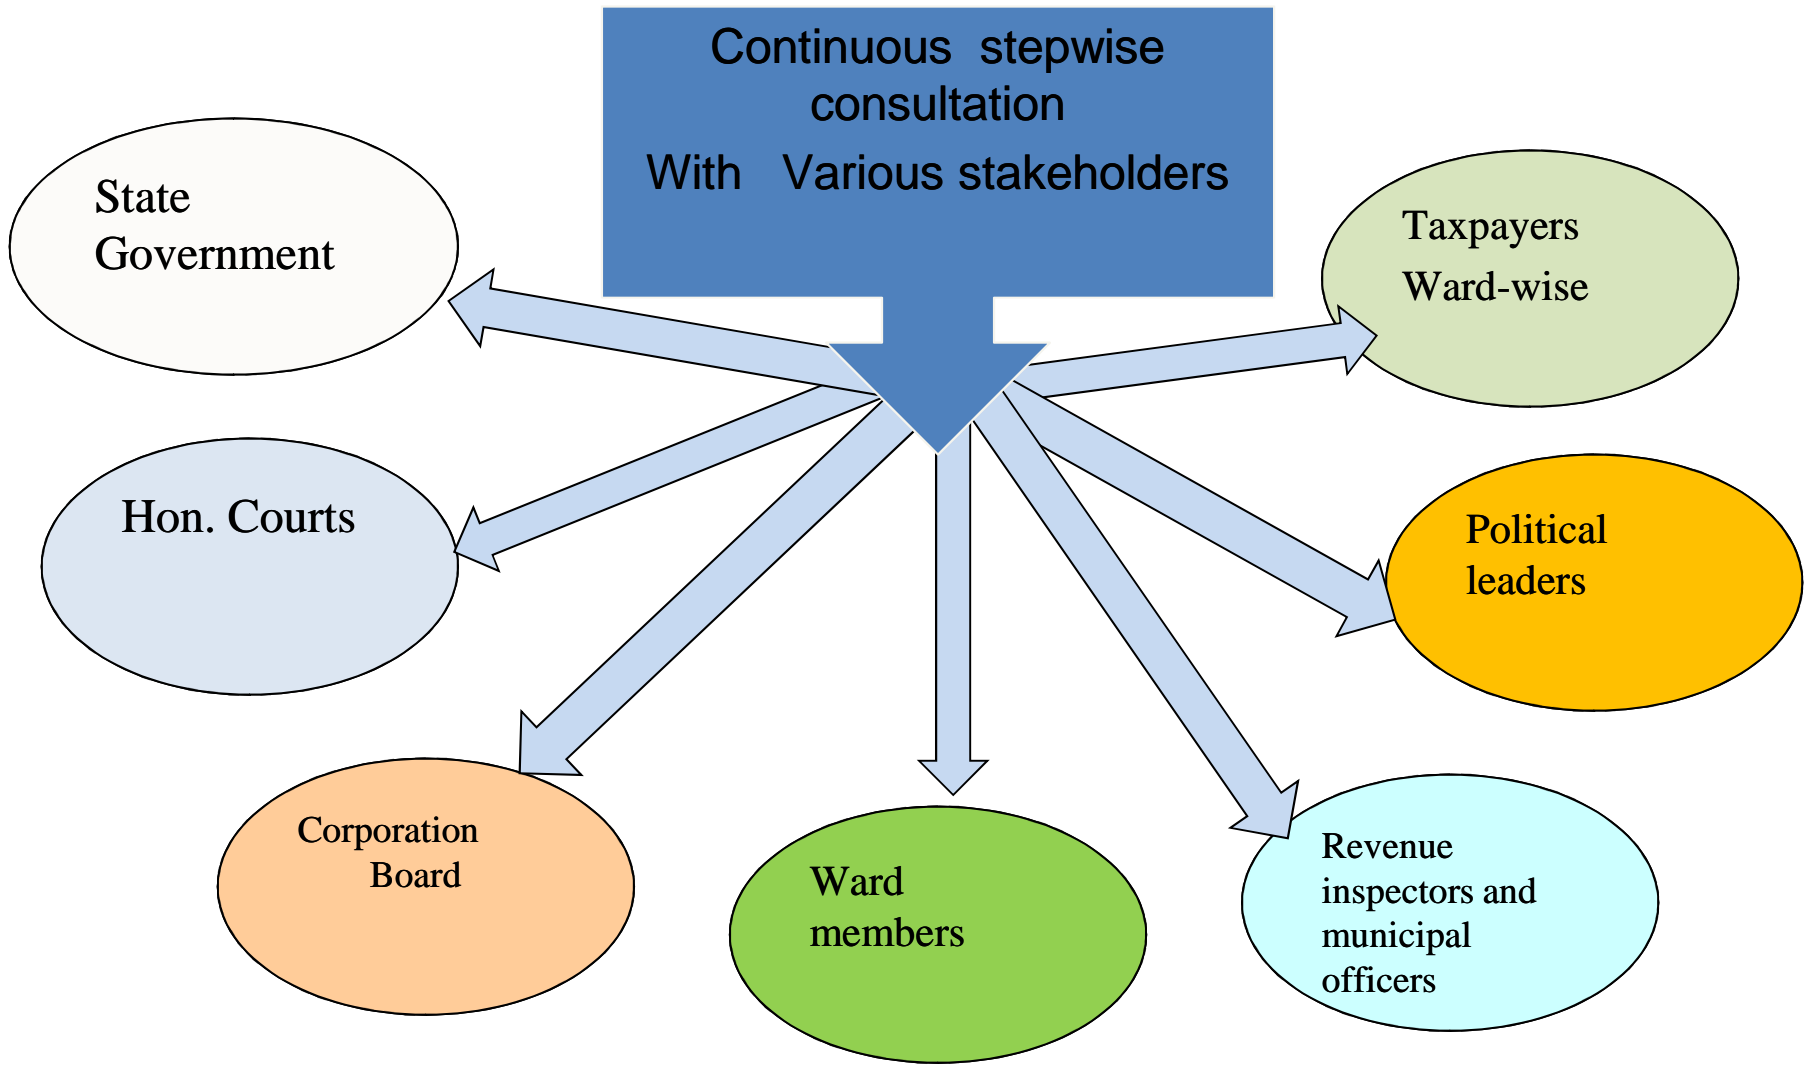 Continuous stepwise
consultation
With Various stakeholders
State
Government
Taxpayers
Ward-wise
Hon. Courts
Political
leaders
Corporation
Board
Ward
members
Revenue
inspectors and
municipal
officers